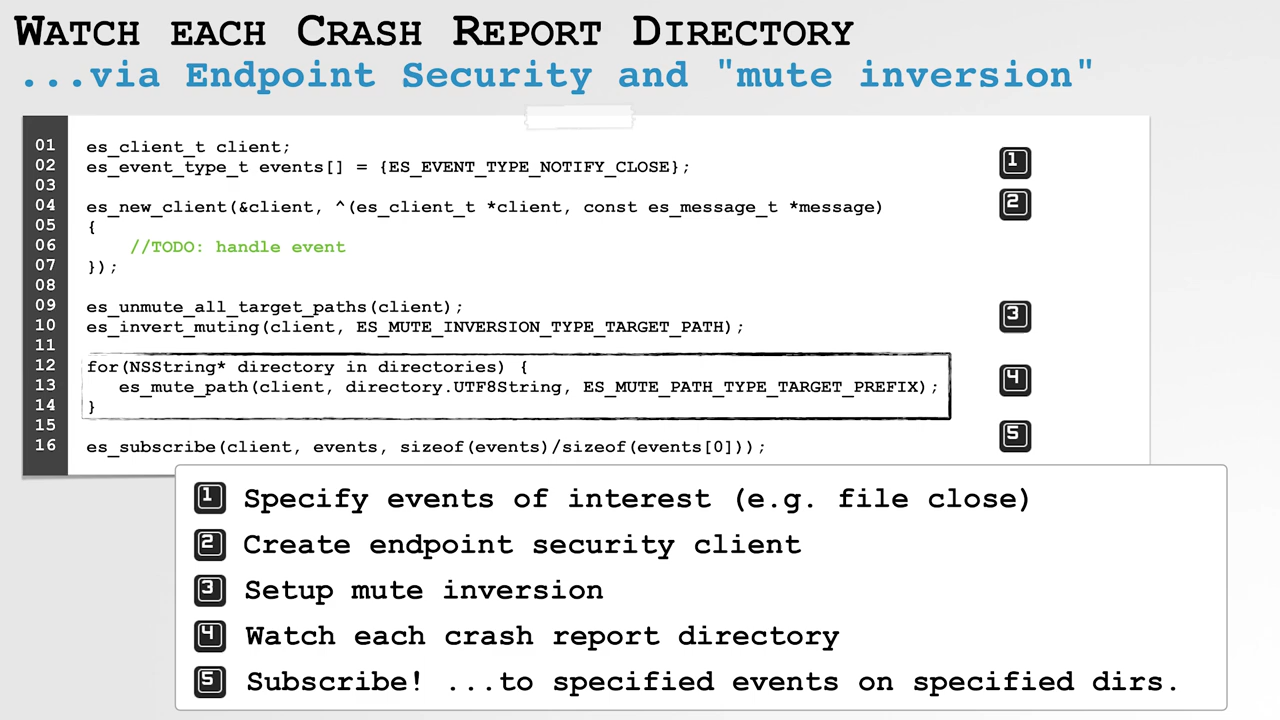 WATCH EACH CRASH REPORT DIRECTORY
...via Endpoint Security and "mute inversion"
01 es_client_t client;
02 es_event_type_t events[] = {ES_EVENT_TYPE_NOTIFY_CLOSE}; 1
03
04 es_new_client(&client, ^(es_client_t *client, const es_message_t *message) 2
05 {
06 //TODO: handle event
07 });
08
09 es_unmute_all_target_paths(client); 3
10 es_invert_muting(client, ES_MUTE_INVERSION_TYPE_TARGET_PATH);
11
12 for(NSString* directory in directories) {
13 es_mute_path(client, directory.UTF8String, ES_MUTE_PATH_TYPE_TARGET_PREFIX); 4
14 }
15
16 es_subscribe(client, events, sizeof(events)/sizeof(events[0])); 5
1 Specify events of interest (e.g. file close)
2 Create endpoint security client
3 Setup mute inversion
4 Watch each crash report directory
5 Subscribe! ...to specified events on specified dirs.